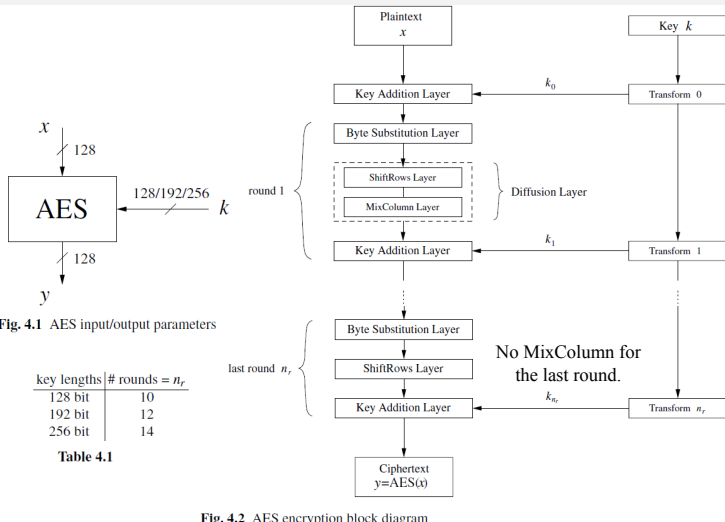 Plaintext
x
Key k
k0
Key Addition Layer
Transform 0
Byte Substitution Layer
x
128
ShiftRows Layer
128/192/256
round 1
Diffusion Layer
AES
k
MixColumn Layer
k1
Key Addition Layer
Transform 1
128
y
Fig. 4.1 AES input/output parameters
Byte Substitution Layer
No MixColumn for
the last round.
last round nr
ShiftRows Layer
key lengths # rounds = nr
knr
128 bit 10
Key Addition Layer
Transform nr
192 bit 12
256 bit 14
Table 4.1
Ciphertext
y=AES(x)
Fig. 4.2 AES encryption block diagram